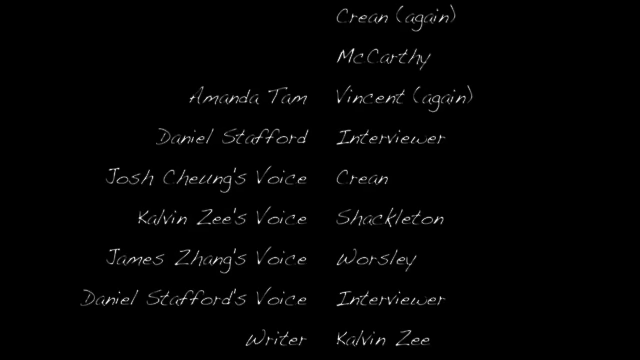 Crean (again)
McCarthy
Amanda Tam Vincent (again)
Daniel Stafford Interviewer
Josh Cheung's Voice Crean
Kalvin Zee's Voice Shackleton
James Zhang's Voice Worsley
Daniel Stafford's Voice Interviewer
Writer Kalvin Zee